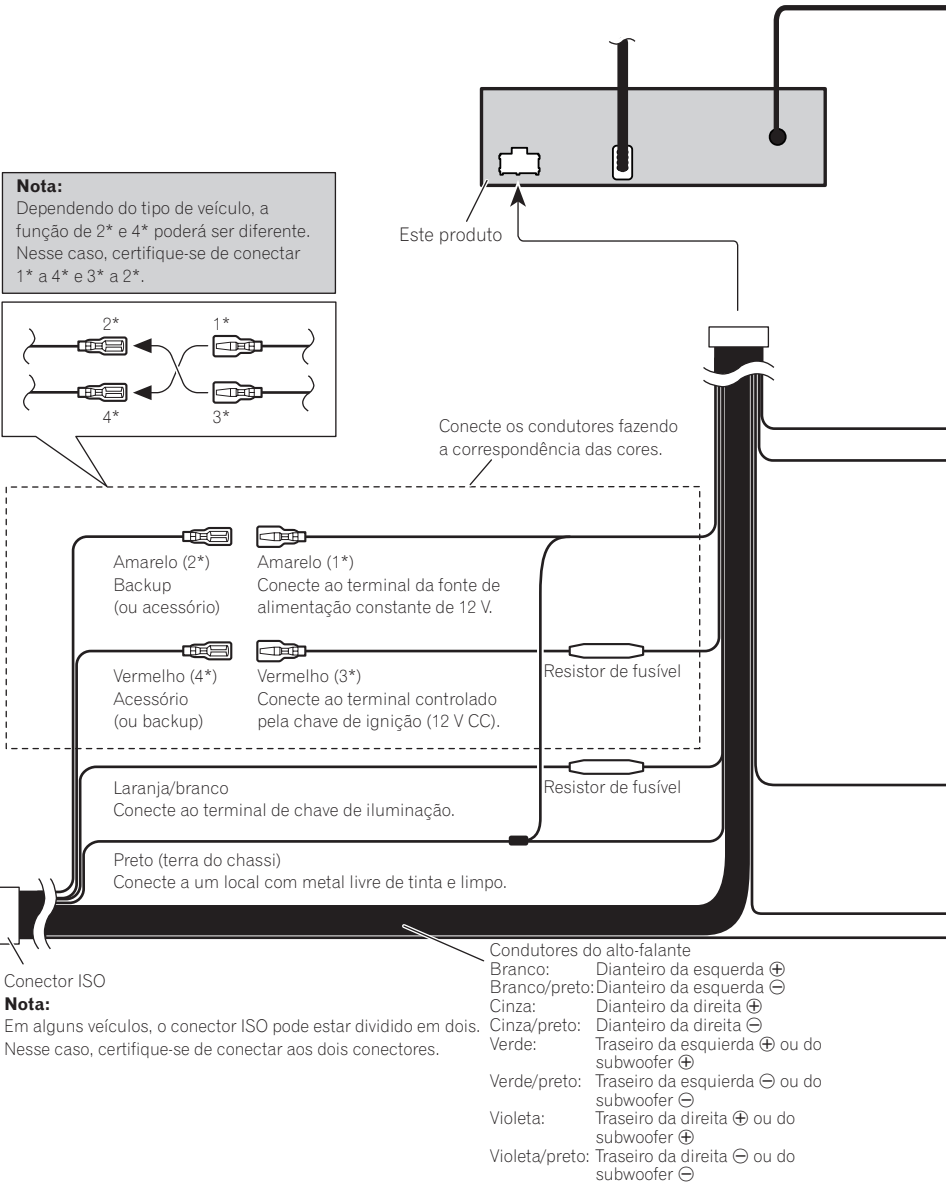 Nota:
Dependendo do tipo de veículo, a
função de 2* e 4* poderá ser diferente.
Nesse caso, certifique-se de conectar
1* a 4* e 3* a 2*.
Este produto
2*
1*
4*
3*
Conecte os condutores fazendo
a correspondência das cores.
Amarelo (2*)
Backup
(ou acessório)
Amarelo (1*)
Conecte ao terminal da fonte de
alimentação constante de 12 V.
Vermelho (4*)
Acessório
(ou backup)
Vermelho (3*)
Conecte ao terminal controlado
pela chave de ignição (12 V CC).
Resistor de fusível
Laranja/branco
Conecte ao terminal de chave de iluminação.
Resistor de fusível
Preto (terra do chassi)
Conecte a um local com metal livre de tinta e limpo.
Conector ISO
Nota:
Em alguns veículos, o conector ISO pode estar dividido em dois.
Nesse caso, certifique-se de conectar aos dois conectores.
Condutores do alto-falante
Branco: Dianteiro da esquerda ⊕
Branco/preto: Dianteiro da esquerda ⊖
Cinza: Dianteiro da direita ⊕
Cinza/preto: Dianteiro da direita ⊖
Verde: Traseiro da esquierda ⊕ ou do
subwoofer ⊕
Verde/preto: Traseiro da esquierda ⊖ ou do
subwoofer ⊖
Violeta: Traseiro da direita ⊕ ou do
subwoofer ⊕
Violeta/preto: Traseiro da direita ⊖ ou do
subwoofer ⊖